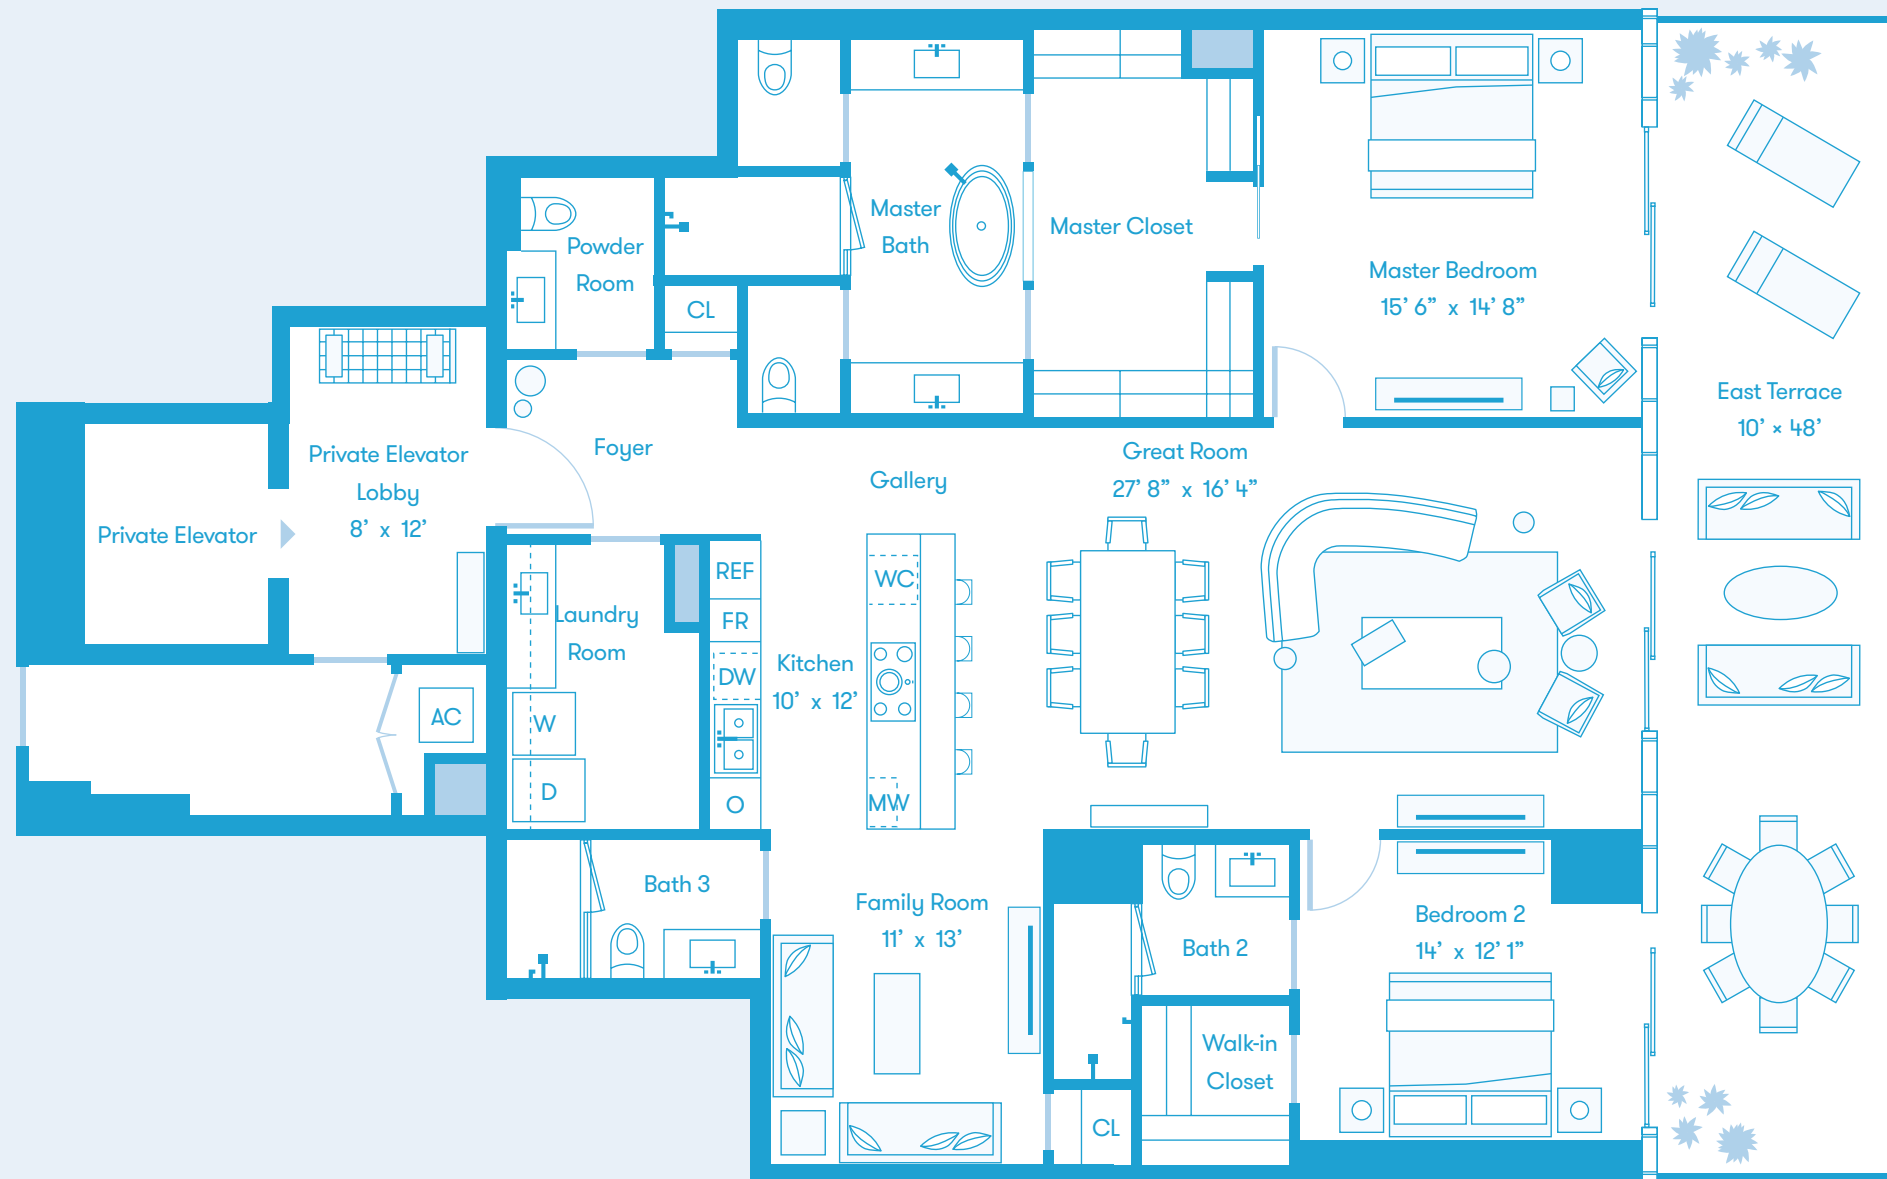 Master
Bath
Master Closet
Powder
Room
CL
Master Bedroom
15’ 6” x 14’ 8”
East Terrace
10’ × 48’
Private Elevator
Lobby
8’ x 12’
Foyer
Gallery
Great Room
27’ 8” x 16’ 4”
Private Elevator
REF
WC
FR
Laundry
Room
Kitchen
10’ x 12’
DW
AC
W
D
O
MW
Bath 3
Family Room
11’ x 13’
Bath 2
Bedroom 2
14’ x 12’ 1”
Walk-in
Closet
CL